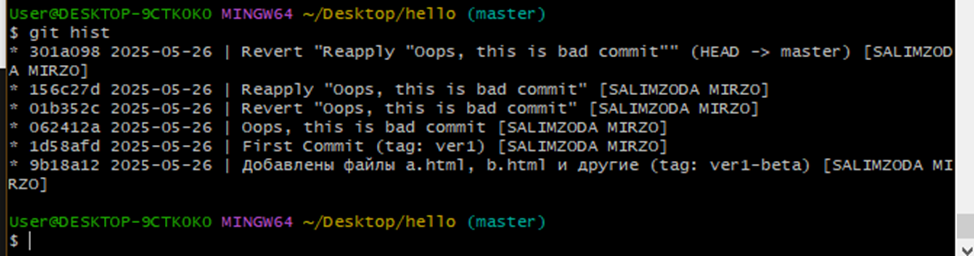 User@DESKTOP-9CTKOKO MINGW64 ~/Desktop/hello (master)
$ git hist
* 301a098 2025-05-26 | Revert "Reapply "Oops, this is bad commit"" (HEAD -> master) [SALIMZOD
A MIRZO]
* 156c27d 2025-05-26 | Reapply "Oops, this is bad commit" [SALIMZODA MIRZO]
* 01b352c 2025-05-26 | Revert "Oops, this is bad commit" [SALIMZODA MIRZO]
* 062412a 2025-05-26 | Oops, this is bad commit [SALIMZODA MIRZO]
* 1d58afd 2025-05-26 | First Commit (tag: ver1) [SALIMZODA MIRZO]
* 9b18a12 2025-05-26 | Добавлены файлы a.html, b.html и другие (tag: ver1-beta) [SALIMZODA MI
RZO]
User@DESKTOP-9CTKOKO MINGW64 ~/Desktop/hello (master)
$